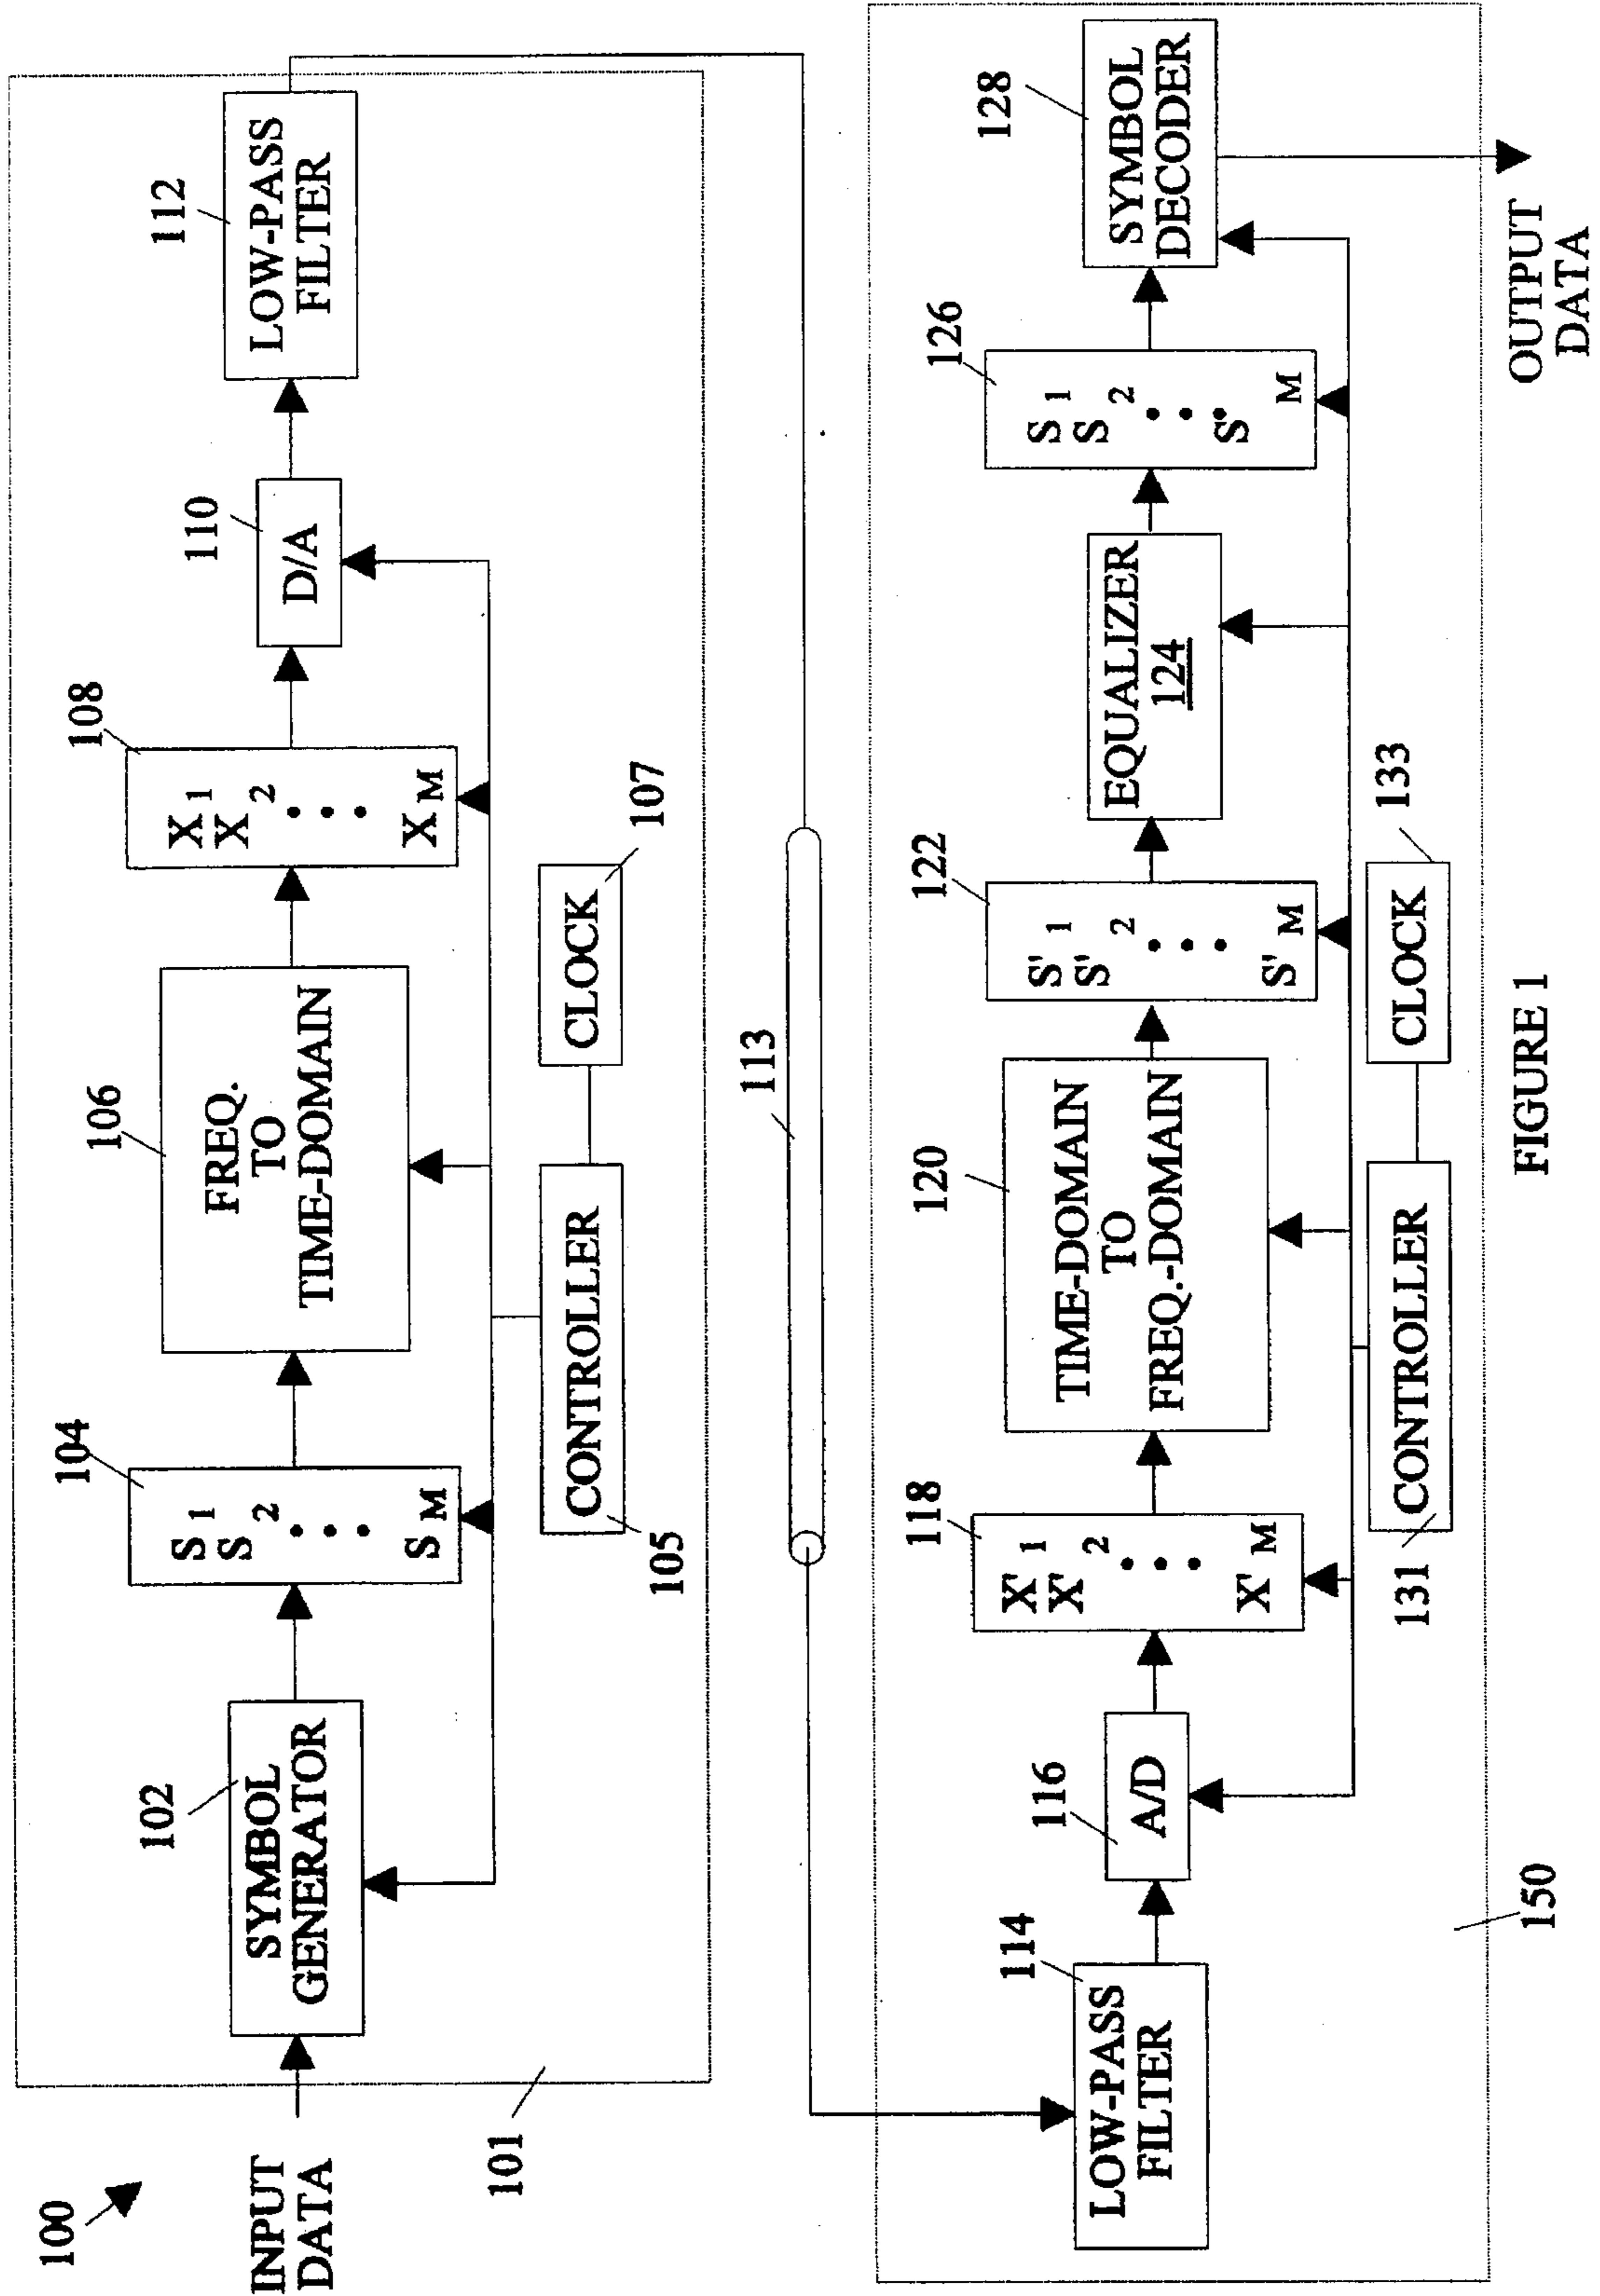 100
INPUT
DATA
101
102
SYMBOL
GENERATOR
104
S1
S2
SM
106
FREQ.
TO
TIME-DOMAIN
108
X1
X2
XM
110
D/A
112
LOW-PASS
FILTER
105
CONTROLLER
CLOCK
107
113
114
LOW-PASS
FILTER
116
A/D
118
X'1
X'2
X'M
120
TIME-DOMAIN
TO
FREQ.-DOMAIN
122
S'1
S'2
S'M
EQUALIZER
124
126
S1
S2
SM
128
SYMBOL
DECODER
131
CONTROLLER
CLOCK
133
150
OUTPUT
DATA
FIGURE 1